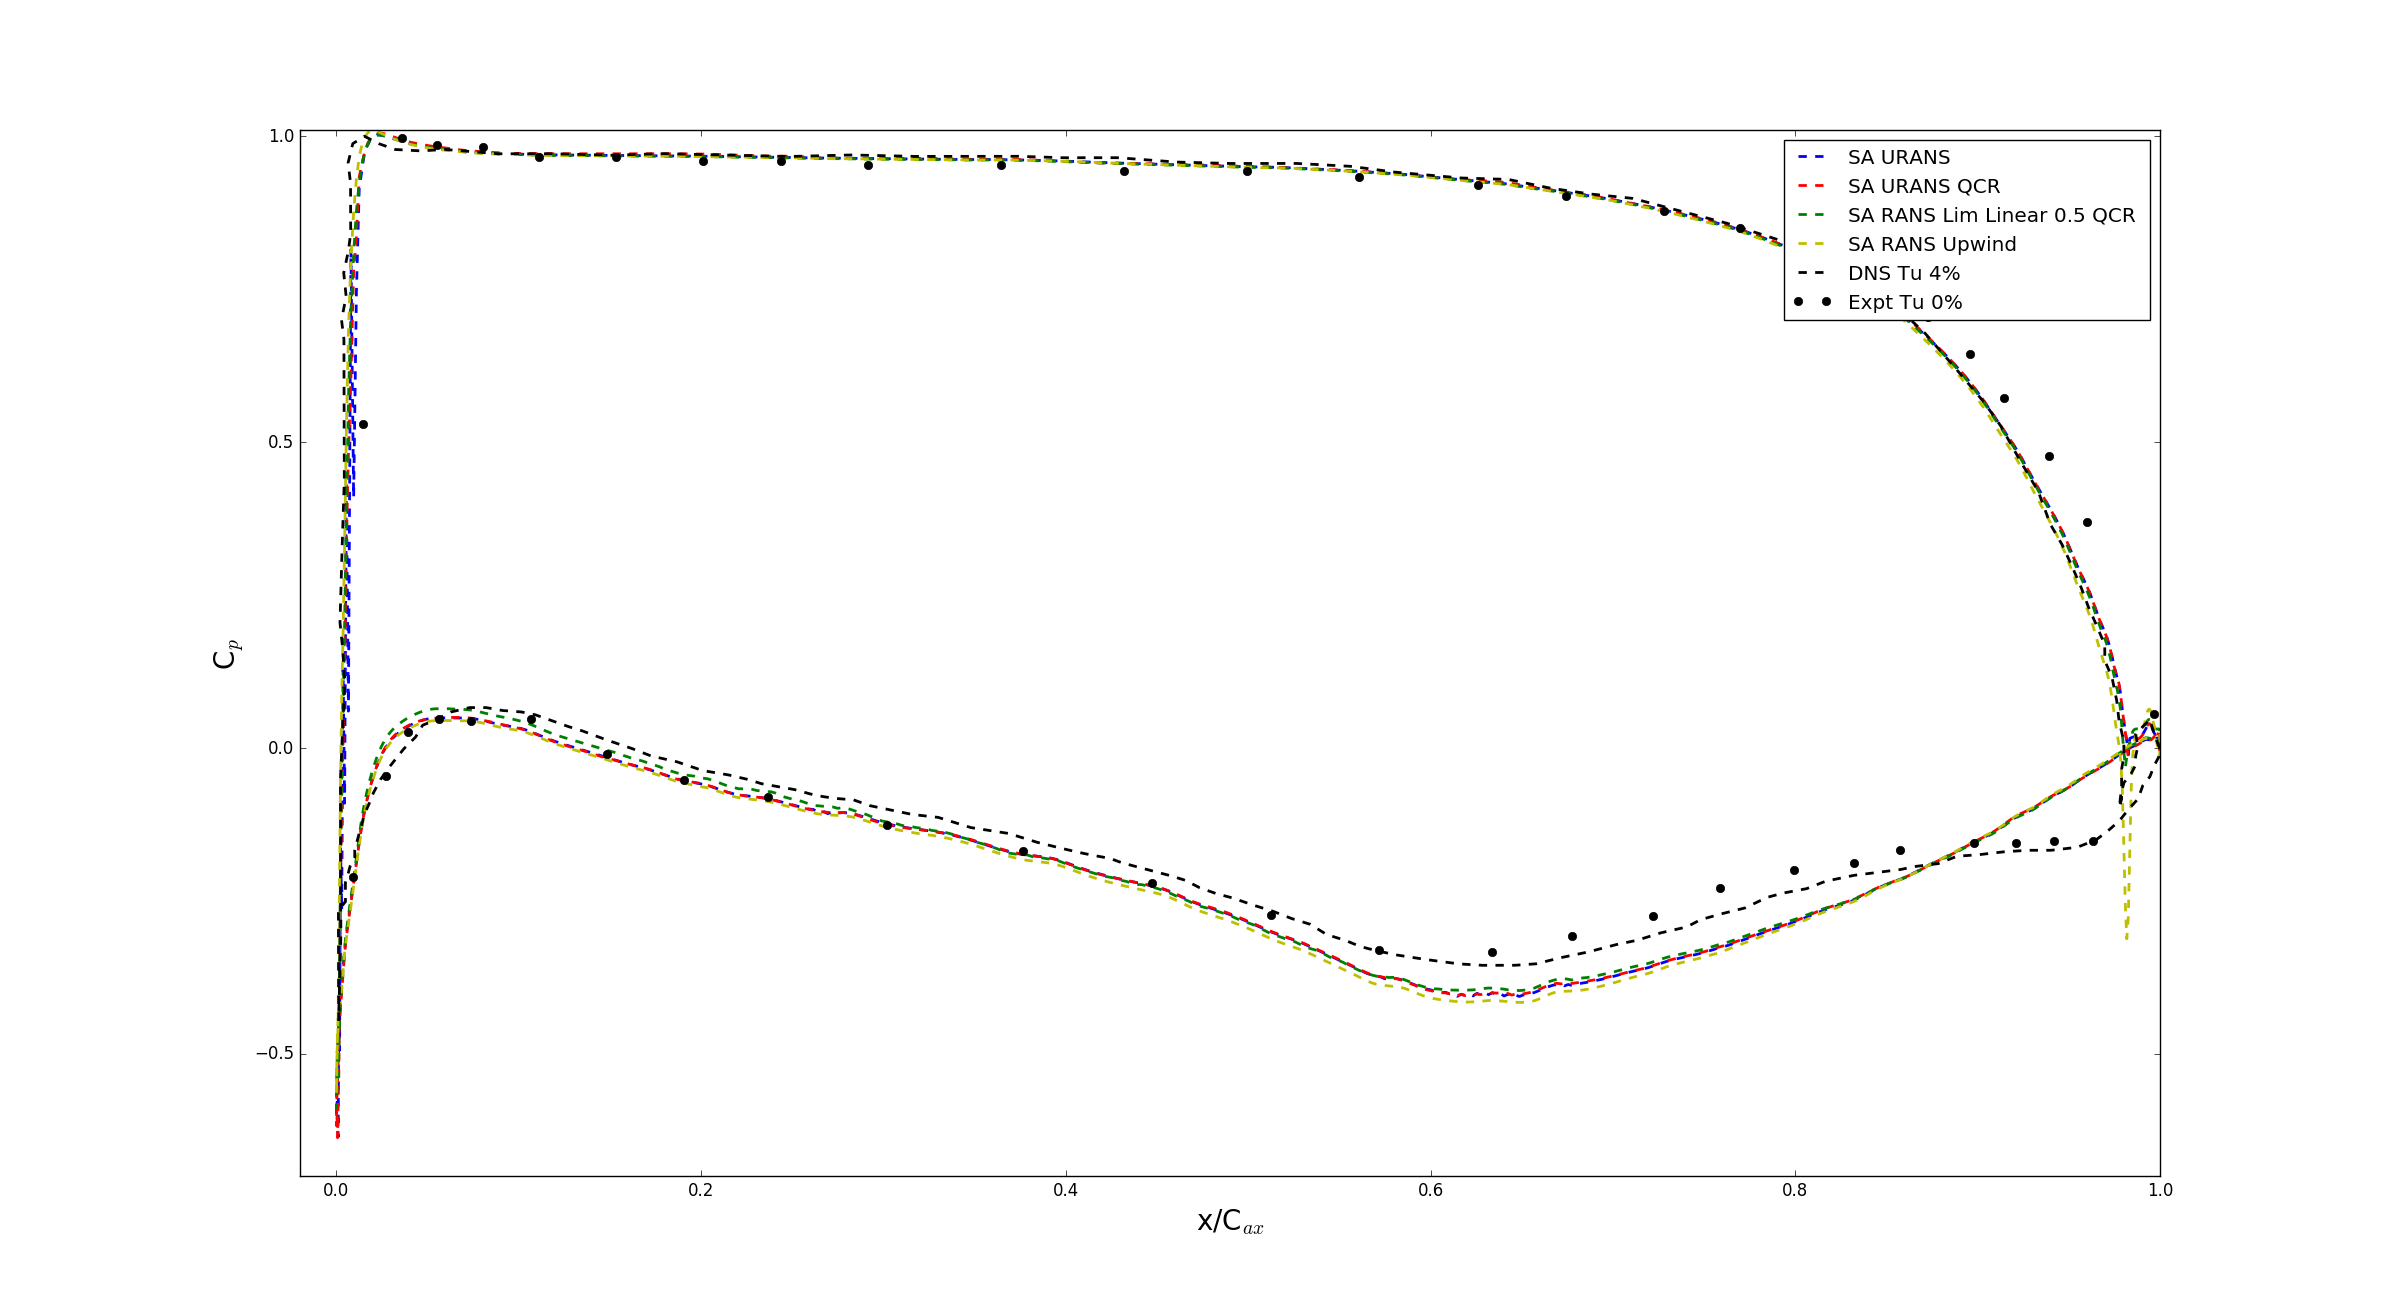 1.0
0.5
0.0
−0.5
C_p
0.0 0.2 0.4 0.6 0.8 1.0
x/C_ax
SA URANS
SA URANS QCR
SA RANS Lim Linear 0.5 QCR
SA RANS Upwind
DNS Tu 4%
Expt Tu 0%